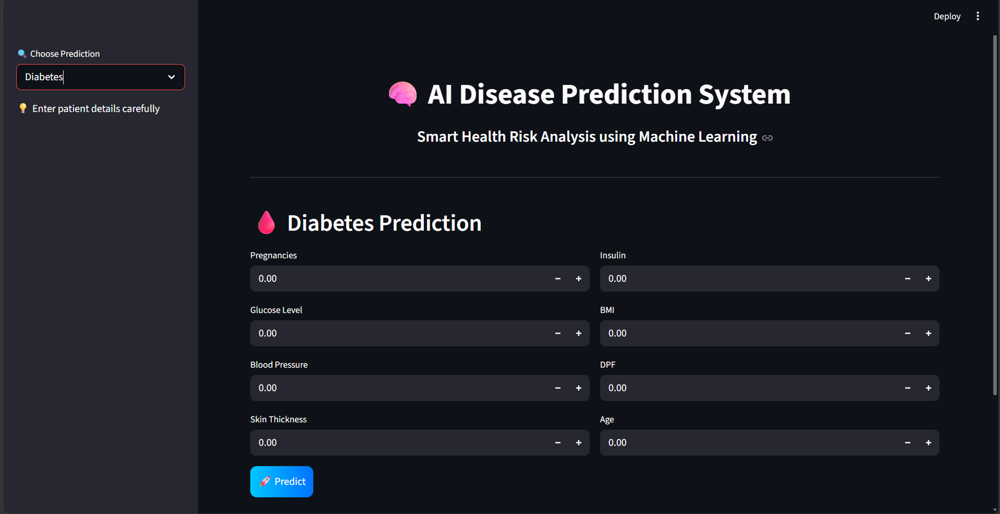 Deploy
Choose Prediction
Diabetes
Enter patient details carefully
AI Disease Prediction System
Smart Health Risk Analysis using Machine Learning
Diabetes Prediction
Pregnancies
0.00
Insulin
0.00
Glucose Level
0.00
BMI
0.00
Blood Pressure
0.00
DPF
0.00
Skin Thickness
0.00
Age
0.00
Predict